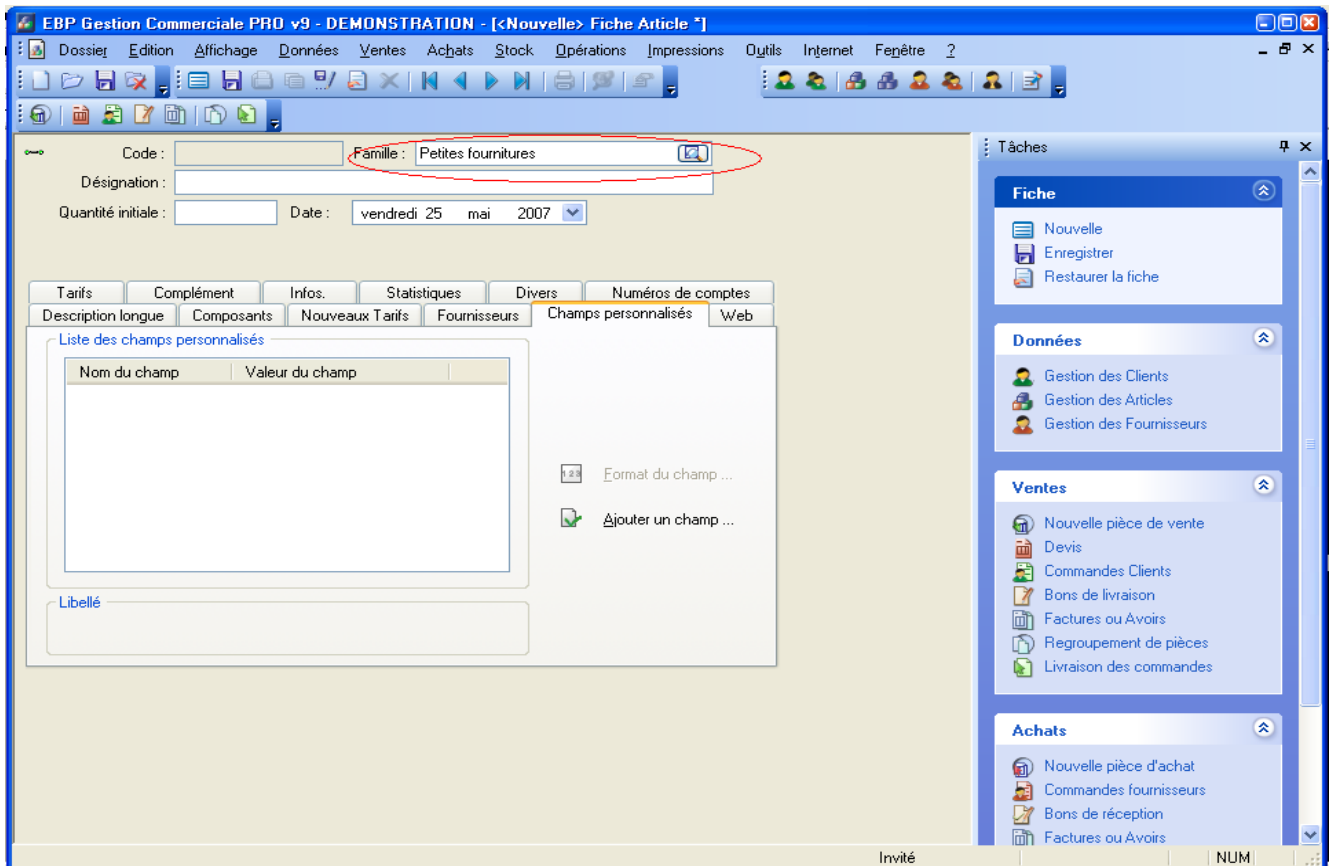 EBP Gestion Commerciale PRO v9 - DEMONSTRATION - [<Nouvelle> Fiche Article *]
Dossier Edition Affichage Données Ventes Achats Stock Opérations Impressions Outils Internet Fenêtre ?
Code : Famille : Petites fournitures
Désignation :
Quantité initiale : Date : vendredi 25 mai 2007
Tarifs Complément Infos. Statistiques Divers Numéros de comptes
Description longue Composants Nouveaux Tarifs Fournisseurs Champs personnalisés Web
Liste des champs personnalisés
Nom du champ Valeur du champ
123 Format du champ ...
Ajouter un champ ...
Libellé
Tâches
Fiche
Nouvelle
Enregistrer
Restaurer la fiche
Données
Gestion des Clients
Gestion des Articles
Gestion des Fournisseurs
Ventes
Nouvelle pièce de vente
Devis
Commandes Clients
Bons de livraison
Factures ou Avoirs
Regroupement de pièces
Livraison des commandes
Achats
Nouvelle pièce d'achat
Commandes fournisseurs
Bons de réception
Factures ou Avoirs
Invité NUM